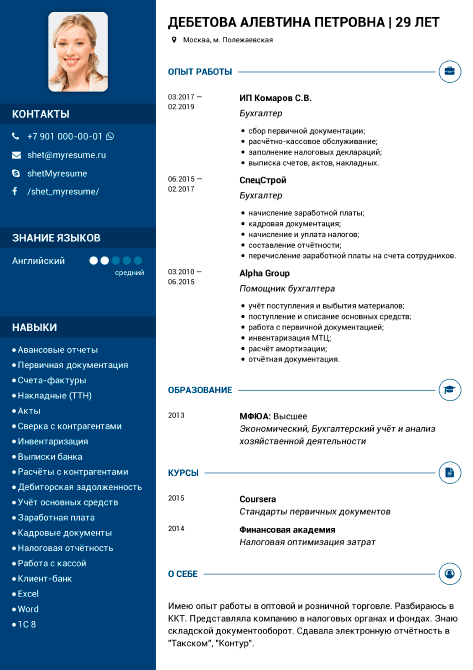 КОНТАКТЫ
+7 901 000-00-01
shet@myresume.ru
shetMyresume
/shet_myresume/
ЗНАНИЕ ЯЗЫКОВ
Английский
средний
НАВЫКИ
Авансовые отчеты
Первичная документация
Счета-фактуры
Накладные (ТТН)
Акты
Сверка с контрагентами
Инвентаризация
Выписки банка
Расчёты с контрагентами
Дебиторская задолженность
Учёт основных средств
Заработная плата
Кадровые документы
Налоговая отчётность
Работа с кассой
Клиент-банк
Excel
Word
1С 8
ДЕБЕТОВА АЛЕВТИНА ПЕТРОВНА | 29 ЛЕТ
Москва, м. Полежаевская
ОПЫТ РАБОТЫ
03.2017 —
02.2019
ИП Комаров С.В.
Бухгалтер
• сбор первичной документации;
• расчётно-кассовое обслуживание;
• заполнение налоговых деклараций;
• выписка счетов, актов, накладных.
06.2015 —
02.2017
СпецСтрой
Бухгалтер
• начисление заработной платы;
• кадровая документация;
• начисление и уплата налогов;
• составление отчётности;
• перечисление заработной платы на счета сотрудников.
03.2010 —
06.2015
Alpha Group
Помощник бухгалтера
• учёт поступления и выбытия материалов;
• поступление и списание основных средств;
• работа с первичной документацией;
• инвентаризация МТЦ;
• расчёт амортизации;
• отчётная документация.
ОБРАЗОВАНИЕ
2013
МФЮА: Высшее
Экономический, Бухгалтерский учёт и анализ
хозяйственной деятельности
КУРСЫ
2015
Coursera
Стандарты первичных документов
2014
Финансовая академия
Налоговая оптимизация затрат
О СЕБЕ
Имею опыт работы в оптовой и розничной торговле. Разбираюсь в
ККТ. Представляла компанию в налоговых органах и фондах. Знаю
складской документооборот. Сдавала электронную отчётность в
"Такском", "Контур".